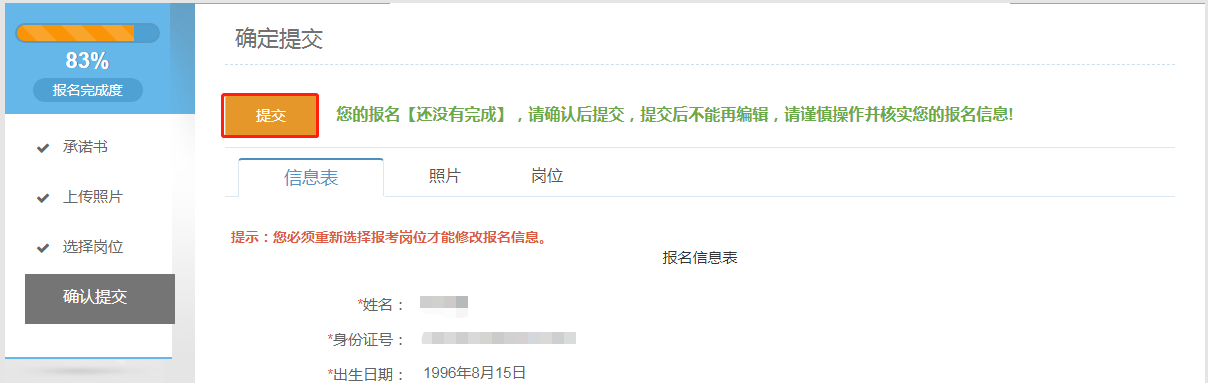 83%
报名完成度
承诺书
上传照片
选择岗位
确认提交
确定提交
提交
您的报名【还没有完成】，请确认后提交，提交后不能再编辑，请谨慎操作并核实您的报名信息!
信息表
照片
岗位
提示：您必须重新选择报考岗位才能修改报名信息。
报名信息表
*姓名：
*身份证号：
*出生日期： 1996年8月15日